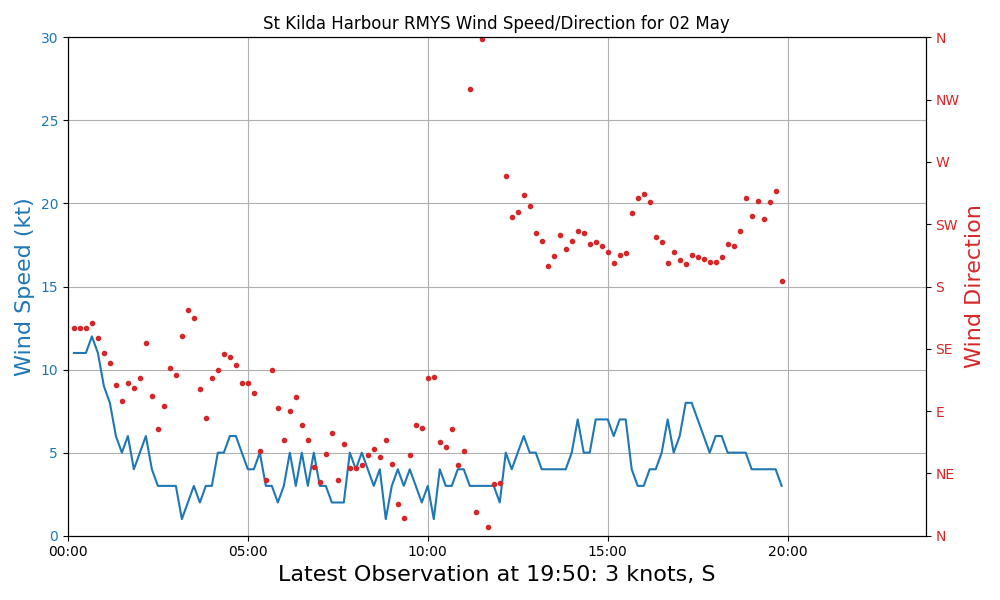 St Kilda Harbour RMYS Wind Speed/Direction for 02 May
Wind Speed (kt)
30
25
20
15
10
5
0
00:00
05:00
10:00
15:00
20:00
N
NW
W
SW
S
SE
E
NE
N
Wind Direction
Latest Observation at 19:50: 3 knots, S